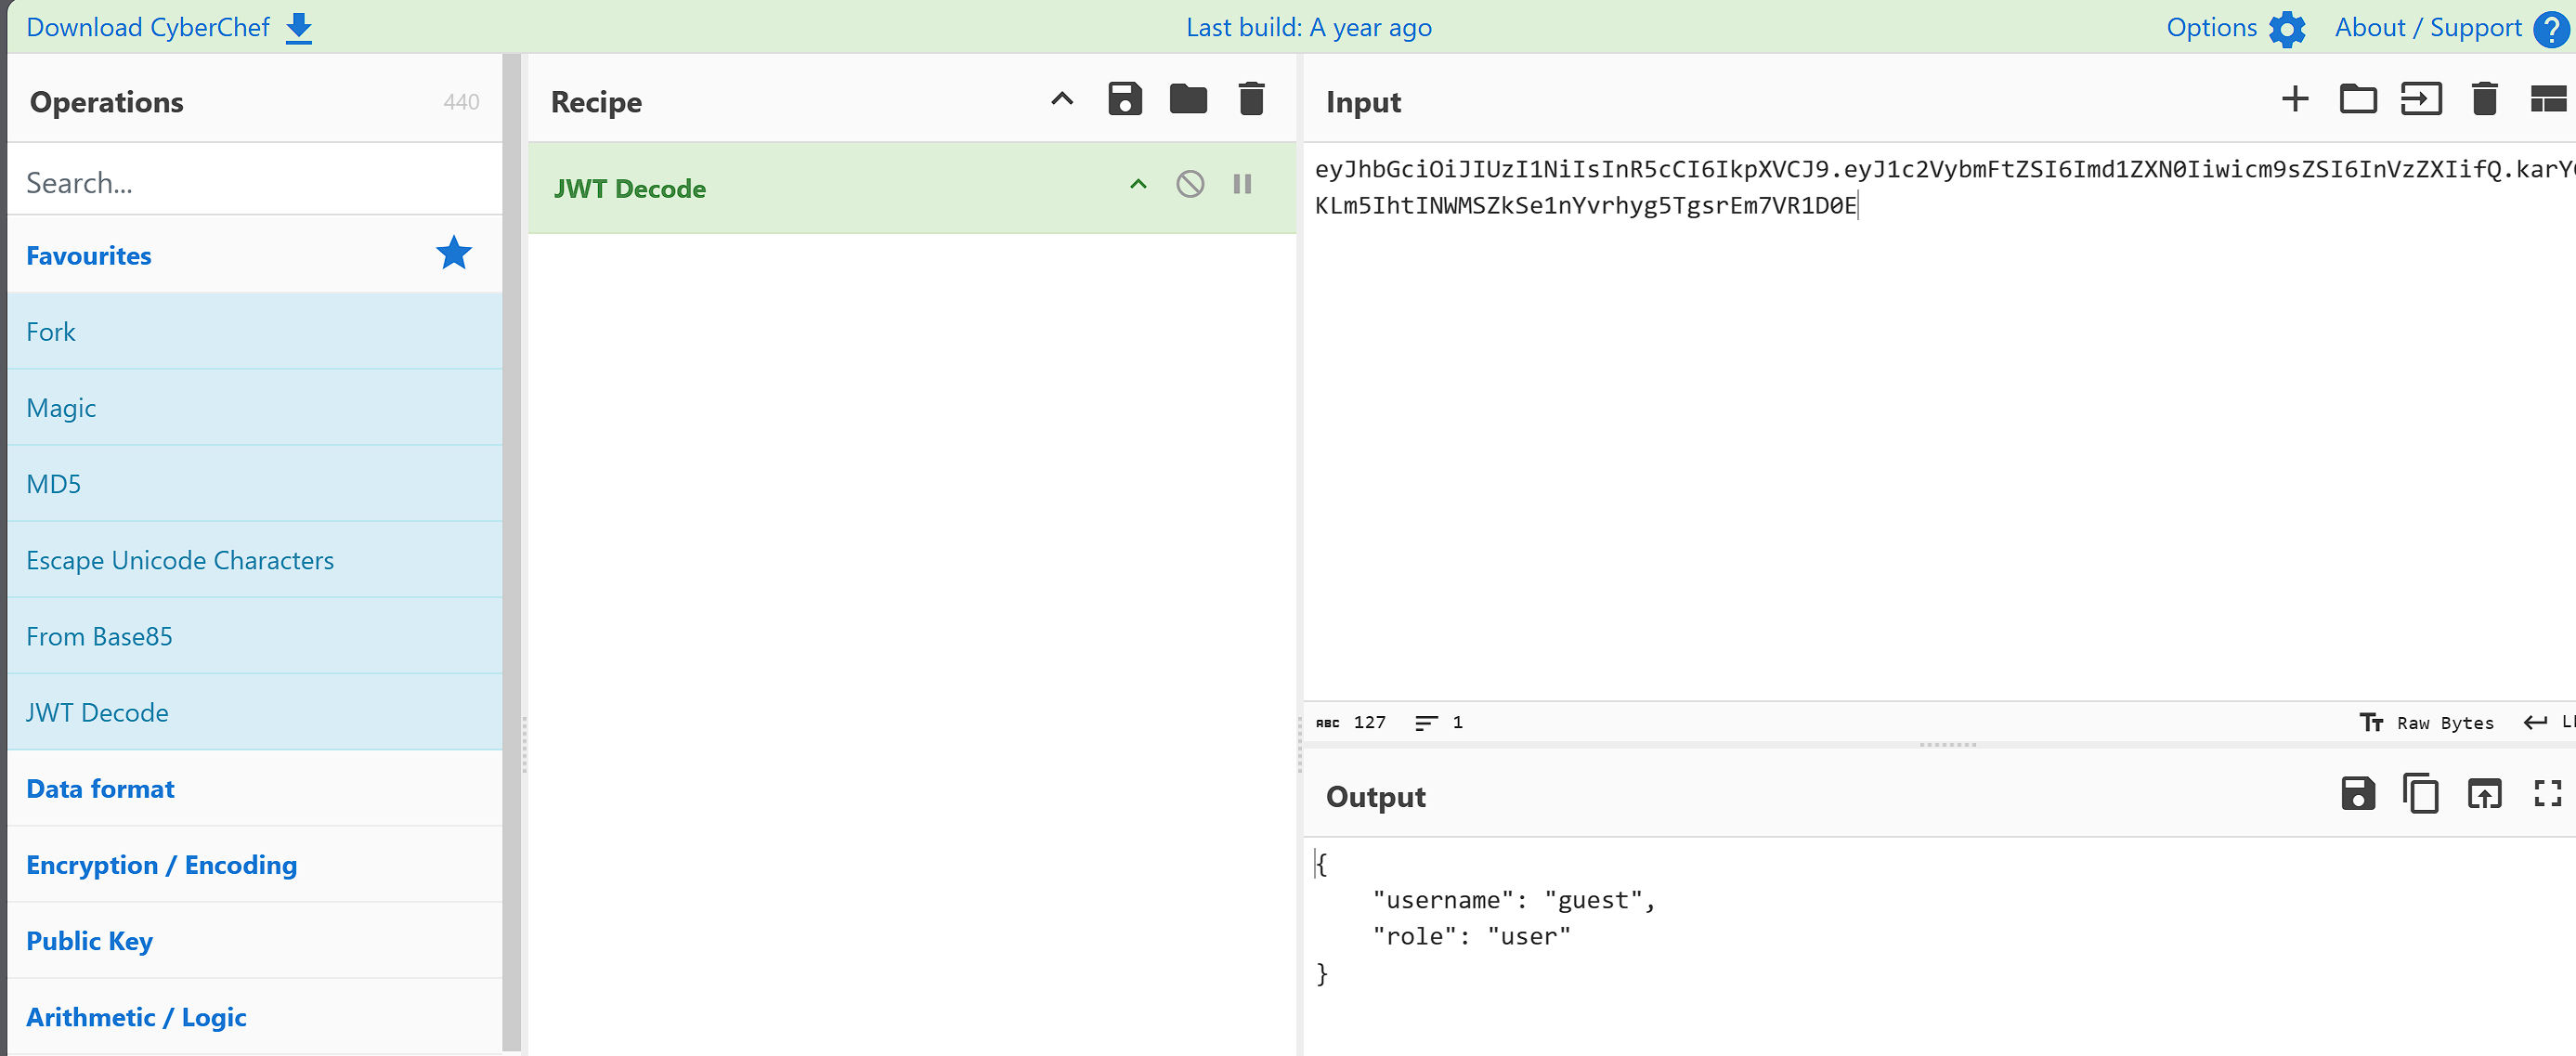 Download CyberChef
Last build: A year ago
Options
About / Support
Operations
440
Search...
Favourites
Fork
Magic
MD5
Escape Unicode Characters
From Base85
JWT Decode
Data format
Encryption / Encoding
Public Key
Arithmetic / Logic
Recipe
JWT Decode
Input
eyJhbGciOiJIUzI1NiIsInR5cCI6IkpXVCJ9.eyJ1c2VybmFtZSI6Imd1ZXN0Iiwicm9sZSI6InVzZXIifQ.karY
KLm5IhtINWMSZkSe1nYvrhyg5TgsrEm7VR1D0E
ABC 127 1
Raw Bytes
Output
{
"username": "guest",
"role": "user"
}